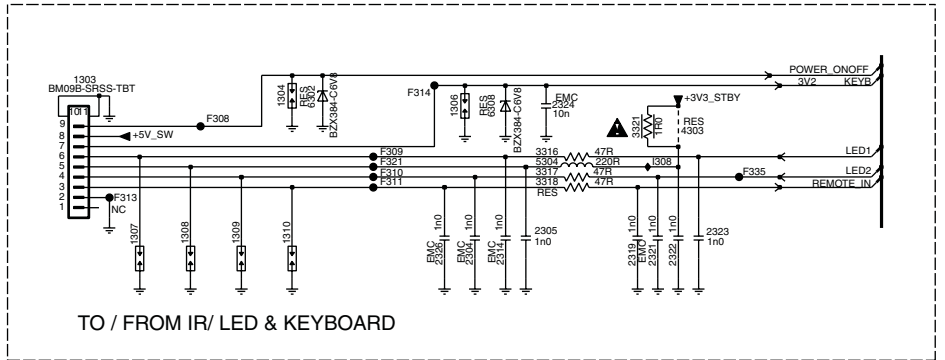 1303
BM09B-SRSS-TBT
1011
9
8
7
6
5
4
3
2
1
+5V_SW
F308
F313
NC
1304
RES
6302
BZX384-C6V8
F314
1306
RES
6308
BZX384-C6V8
EMC
2324
10n
+3V3_STBY
3321
1R0
RES
4303
POWER_ONOFF
3V2
KEYB
F309
F321
F310
F311
3316
47R
5304
220R
I308
3317
47R
3318
47R
RES
F335
LED1
LED2
REMOTE_IN
1307
1308
1309
1310
EMC
2326
1n0
EMC
2304
1n0
2314
1n0
2305
1n0
2319
1n0
EMC
2321
1n0
2322
1n0
2323
1n0
TO / FROM IR/ LED & KEYBOARD